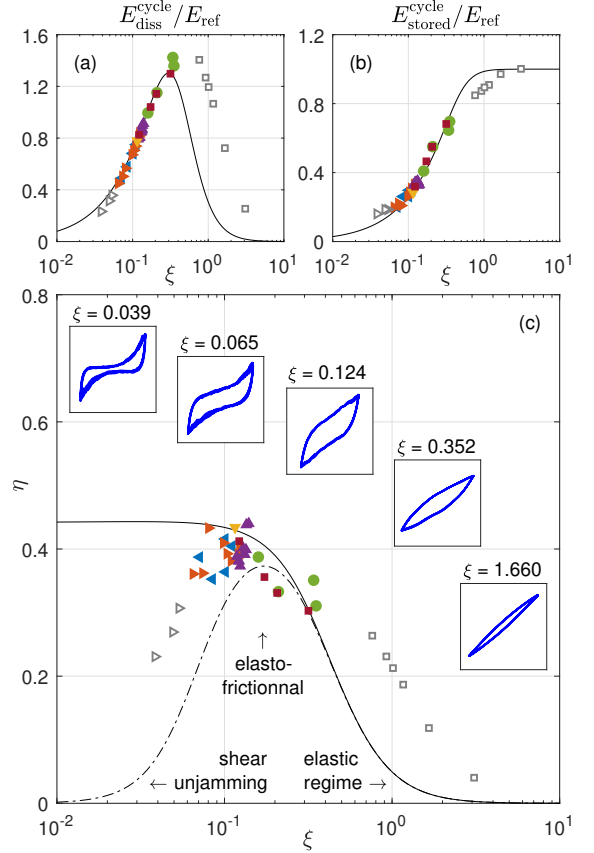 E_diss^cycle/E_ref
E_stored^cycle/E_ref
(a)
1.6
1.2
0.8
0.4
0
10^-2
10^-1
10^0
10^1
ξ
(b)
1.2
0.8
0.4
0
10^-2
10^-1
10^0
10^1
ξ
(c)
0.8
0.6
0.4
0.2
0
η
ξ = 0.039
ξ = 0.065
ξ = 0.124
ξ = 0.352
ξ = 1.660
↑
elasto-
frictionnal
shear
← unjamming
elastic
regime →
10^-2
10^-1
10^0
10^1
ξ